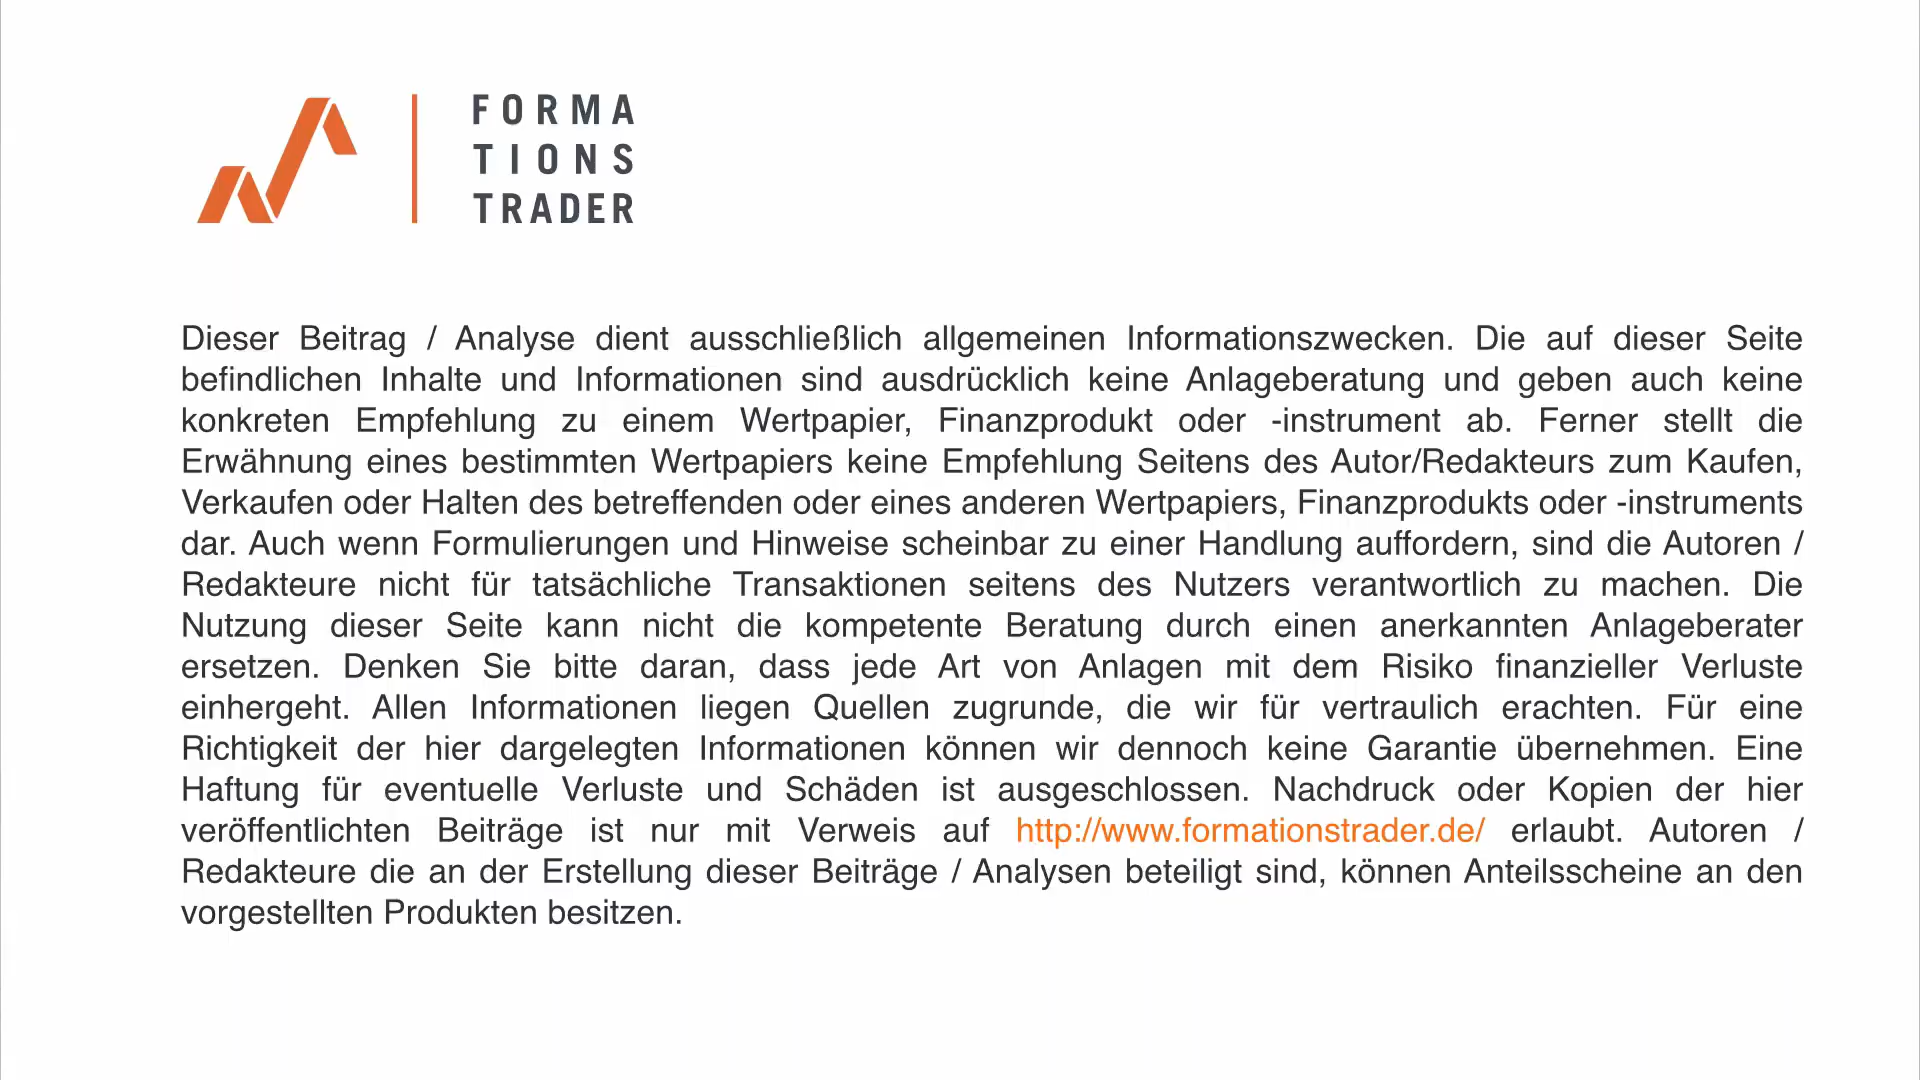 FORMA
TIONS
TRADER
Dieser Beitrag / Analyse dient ausschließlich allgemeinen Informationszwecken. Die auf dieser Seite
befindlichen Inhalte und Informationen sind ausdrücklich keine Anlageberatung und geben auch keine
konkreten Empfehlung zu einem Wertpapier, Finanzprodukt oder -instrument ab. Ferner stellt die
Erwähnung eines bestimmten Wertpapiers keine Empfehlung Seitens des Autor/Redakteurs zum Kaufen,
Verkaufen oder Halten des betreffenden oder eines anderen Wertpapiers, Finanzprodukts oder -instruments
dar. Auch wenn Formulierungen und Hinweise scheinbar zu einer Handlung auffordern, sind die Autoren /
Redakteure nicht für tatsächliche Transaktionen seitens des Nutzers verantwortlich zu machen. Die
Nutzung dieser Seite kann nicht die kompetente Beratung durch einen anerkannten Anlageberater
ersetzen. Denken Sie bitte daran, dass jede Art von Anlagen mit dem Risiko finanzieller Verluste
einhergeht. Allen Informationen liegen Quellen zugrunde, die wir für vertraulich erachten. Für eine
Richtigkeit der hier dargelegten Informationen können wir dennoch keine Garantie übernehmen. Eine
Haftung für eventuelle Verluste und Schäden ist ausgeschlossen. Nachdruck oder Kopien der hier
veröffentlichten Beiträge ist nur mit Verweis auf http://www.formationstrader.de/ erlaubt. Autoren /
Redakteure die an der Erstellung dieser Beiträge / Analysen beteiligt sind, können Anteilsscheine an den
vorgestellten Produkten besitzen.